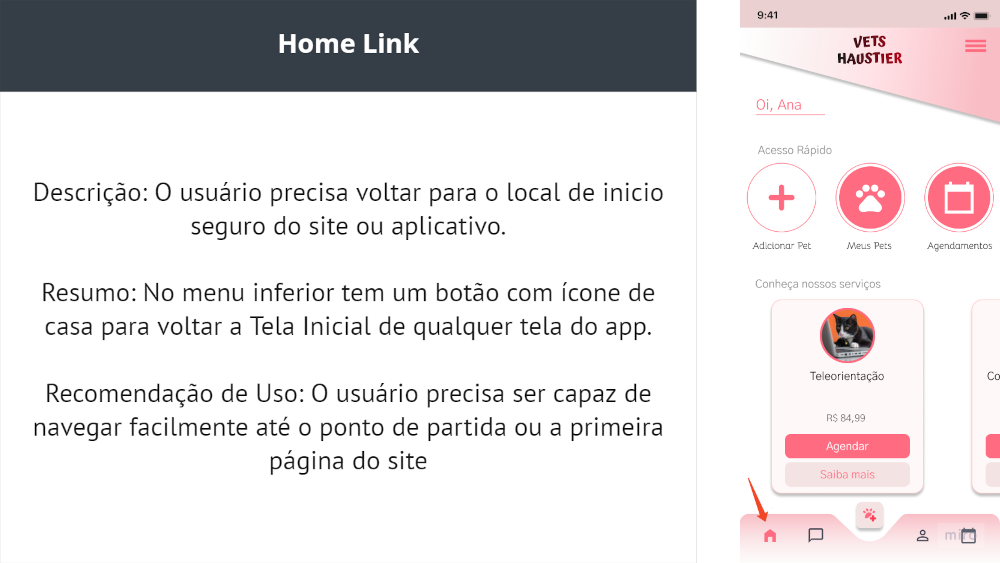 Home Link
Descrição: O usuário precisa voltar para o local de inicio
seguro do site ou aplicativo.
Resumo: No menu inferior tem um botão com ícone de
casa para voltar a Tela Inicial de qualquer tela do app.
Recomendação de Uso: O usuário precisa ser capaz de
navegar facilmente até o ponto de partida ou a primeira
página do site
9:41
VETS
HAUSTIER
Oi, Ana
Acesso Rápido
Adicionar Pet
Meus Pets
Agendamentos
Conheça nossos serviços
Teleorientação
Co
R$ 84,99
Agendar
Saiba mais
miro